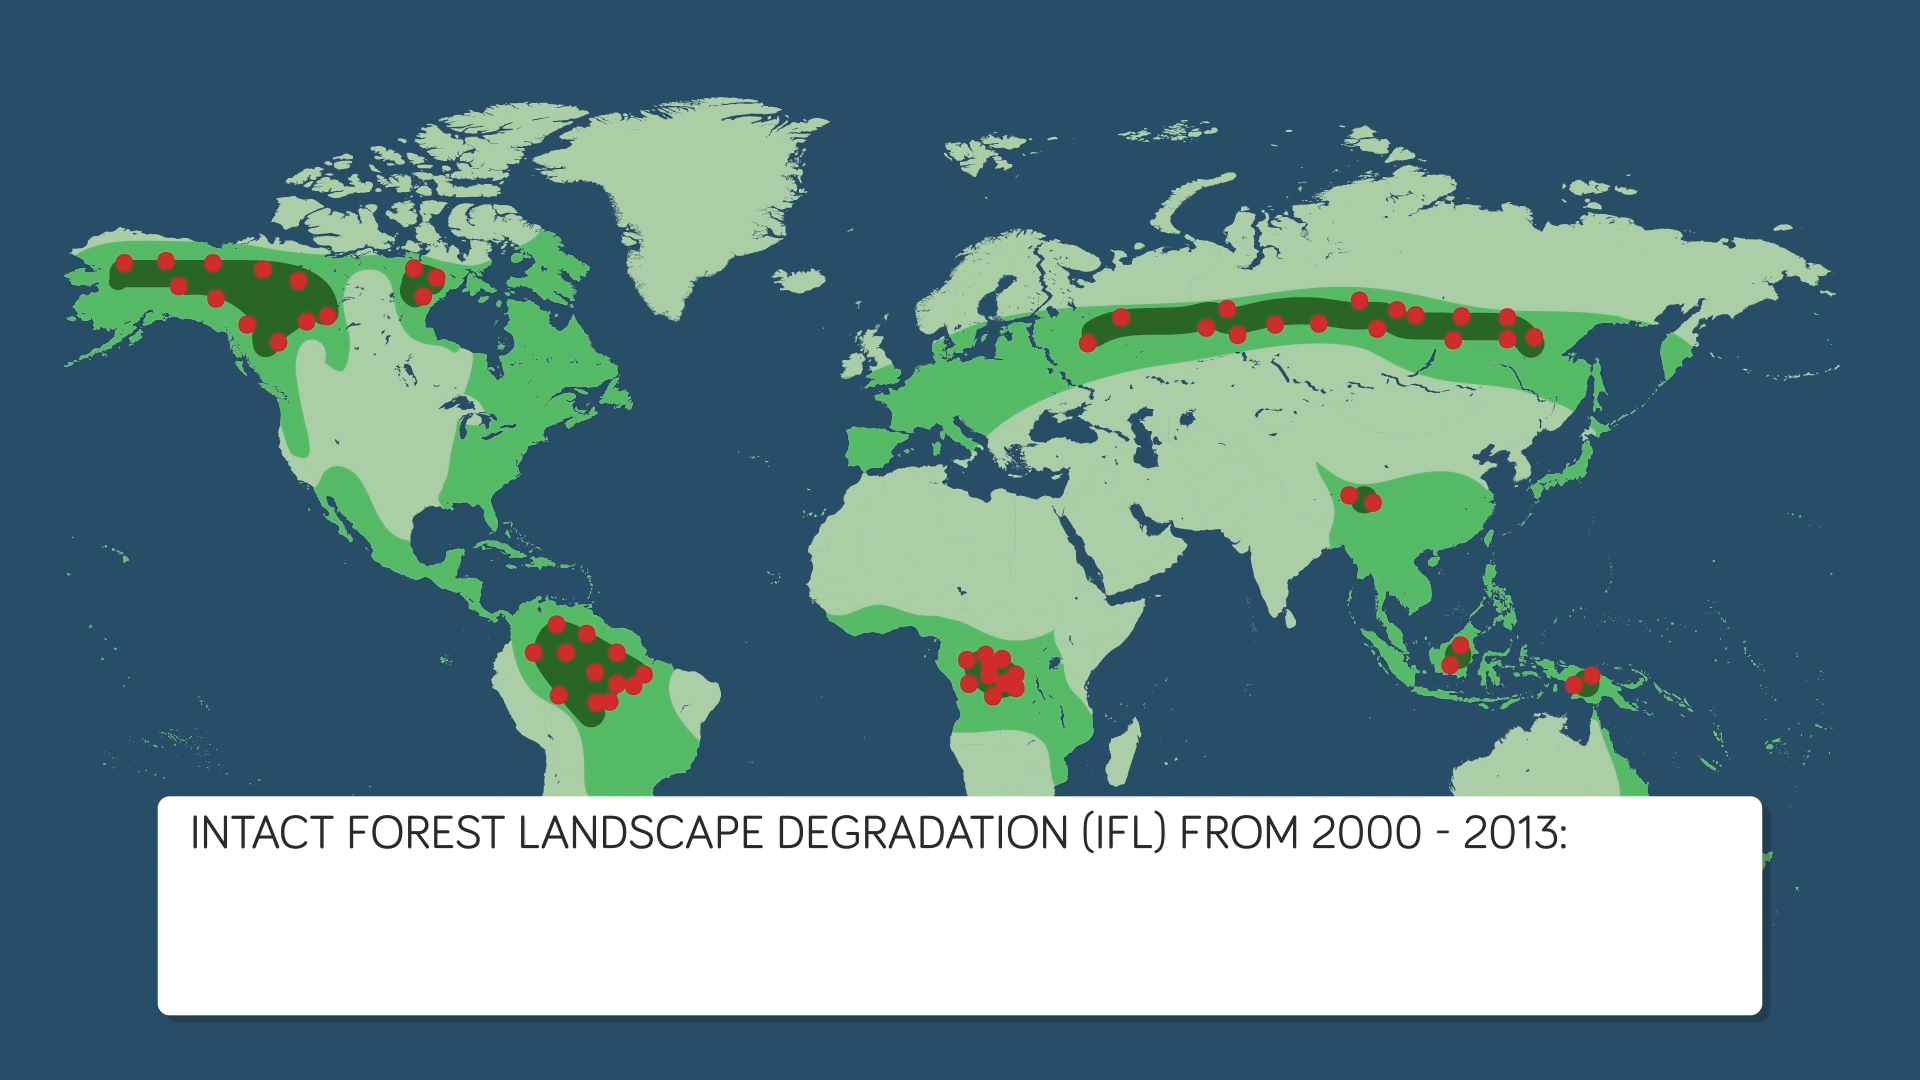 INTACT FOREST LANDSCAPE DEGRADATION (IFL) FROM 2000 - 2013: